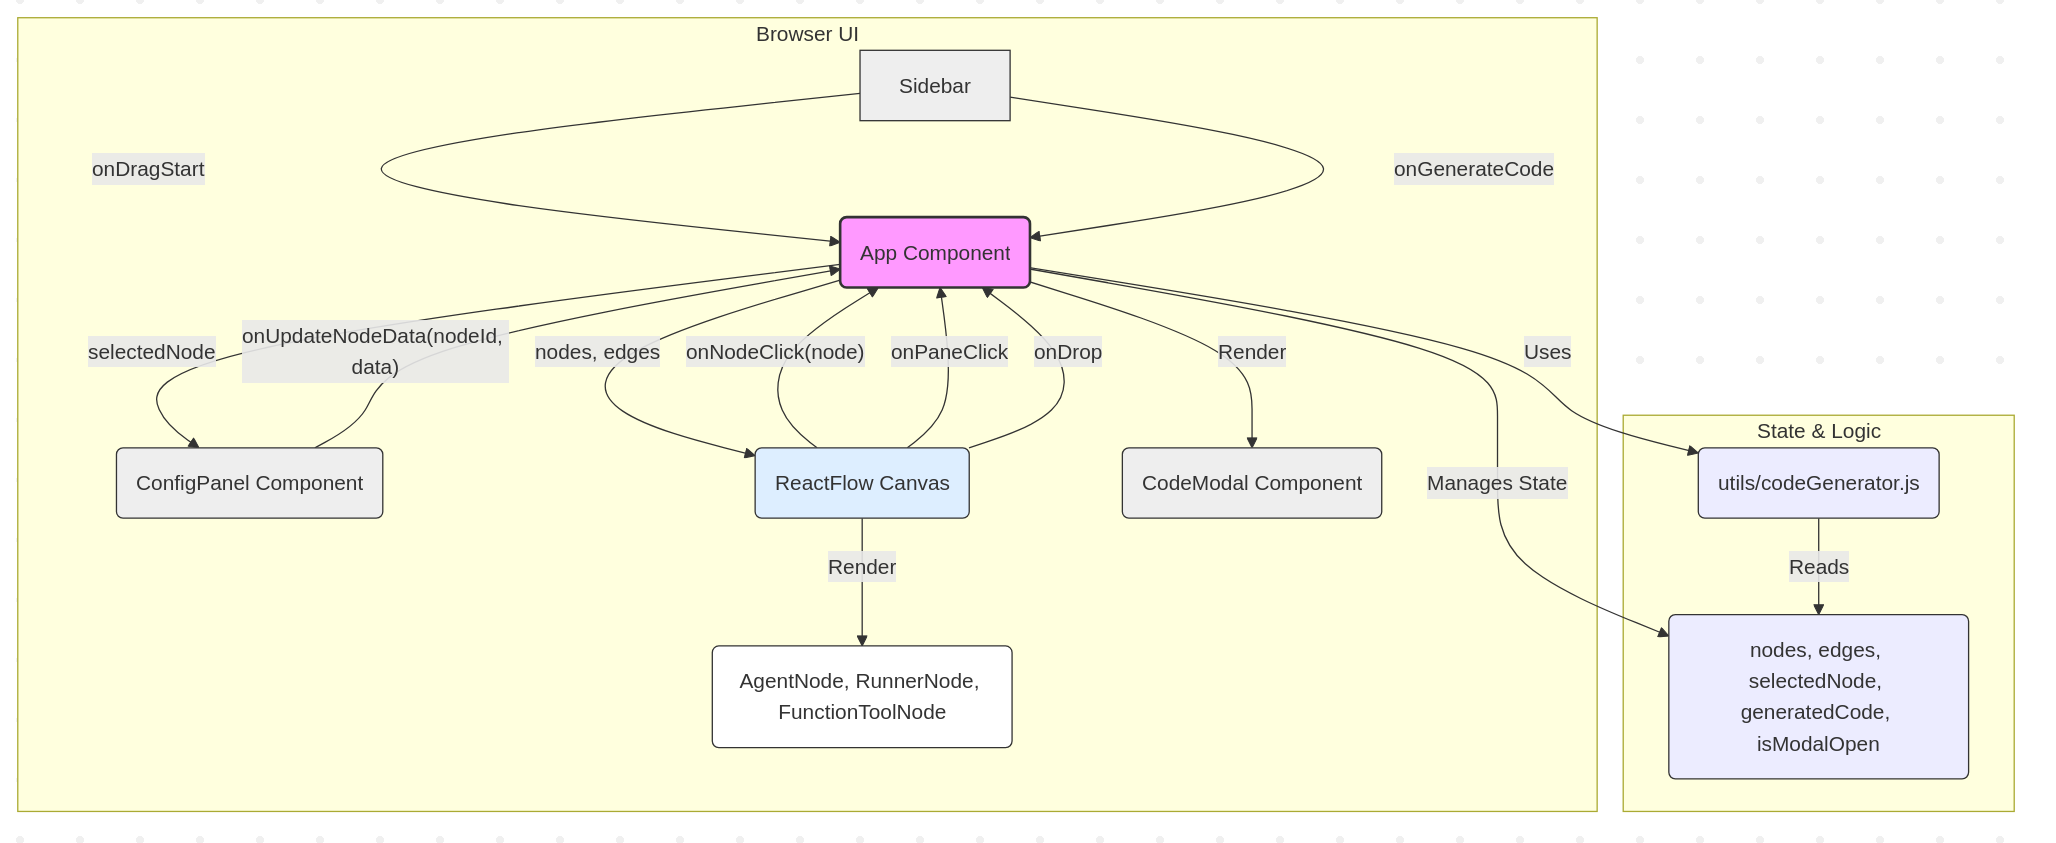 Browser UI
Sidebar
onDragStart
onGenerateCode
App Component
selectedNode
onUpdateNodeData(nodeId,
data)
nodes, edges
onNodeClick(node)
onPaneClick
onDrop
Render
Uses
State & Logic
ConfigPanel Component
ReactFlow Canvas
CodeModal Component
Manages State
utils/codeGenerator.js
Render
Reads
AgentNode, RunnerNode,
FunctionToolNode
nodes, edges,
selectedNode,
generatedCode,
isModalOpen